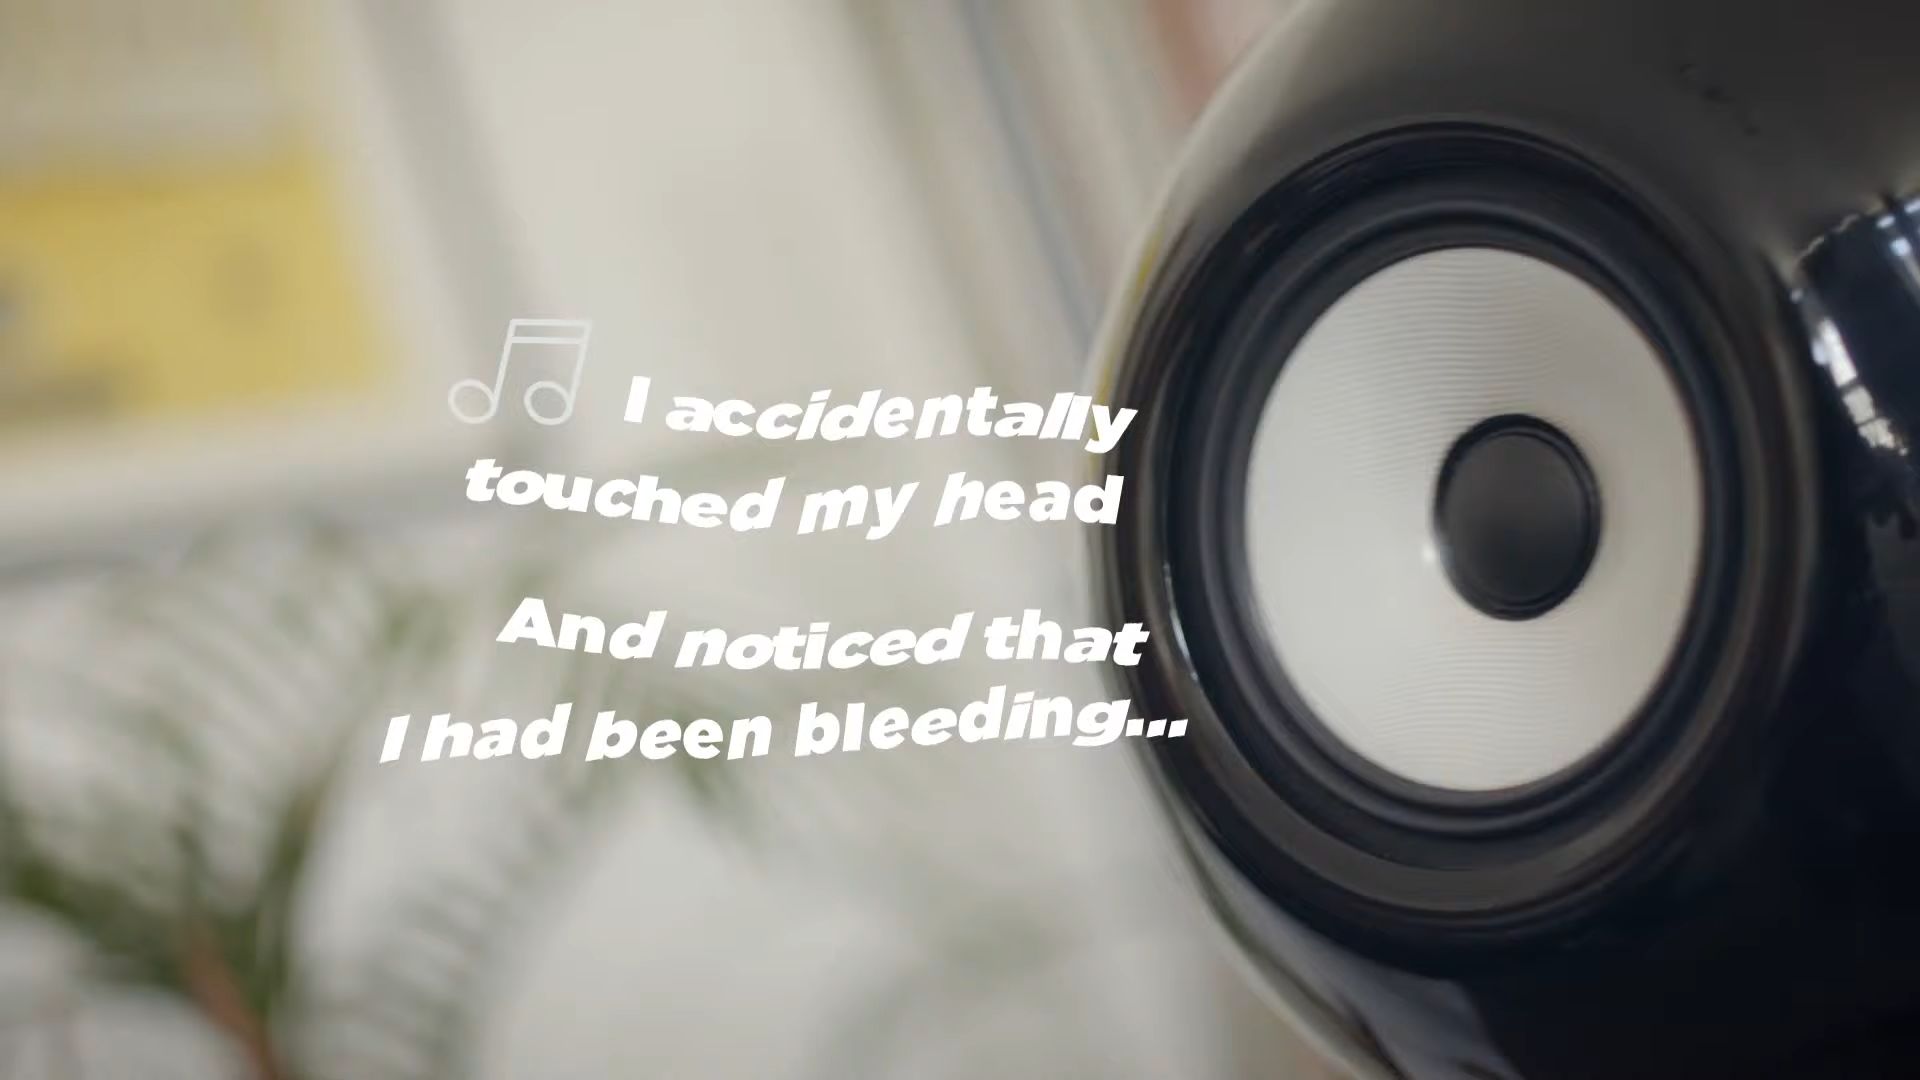 I accidentally
touched my head
And noticed that
I had been bleeding...